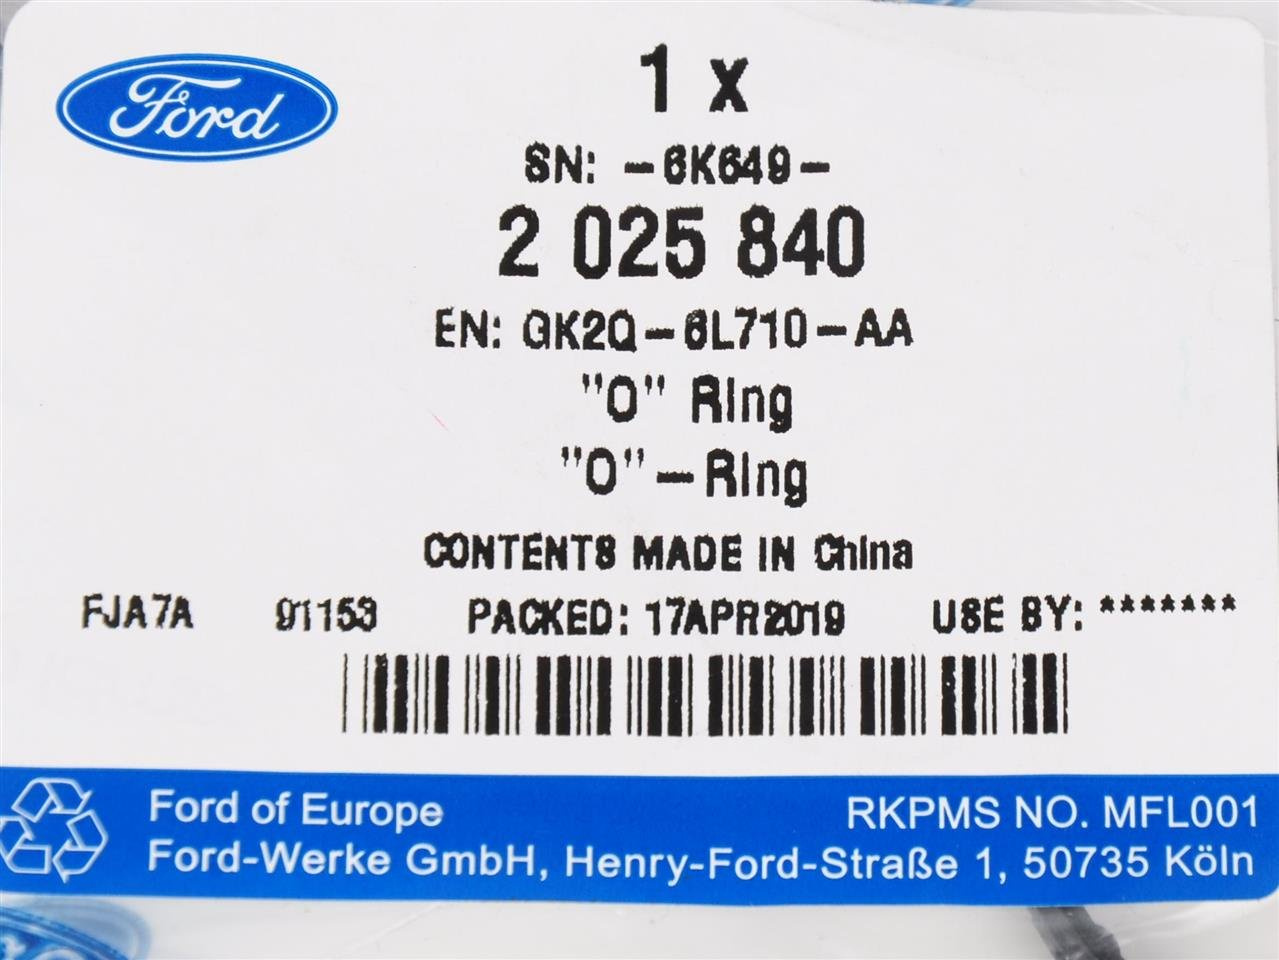 Ford
1 x
SN: -6K649-
2 025 840
EN: GK2Q-6L710-AA
"O" Ring
"O"-Ring
CONTENTS MADE IN China
FJA7A 91153 PACKED: 17APR2019 USE BY: *******
Ford of Europe RKPMS NO. MFL001
Ford-Werke GmbH, Henry-Ford-Straße 1, 50735 Köln